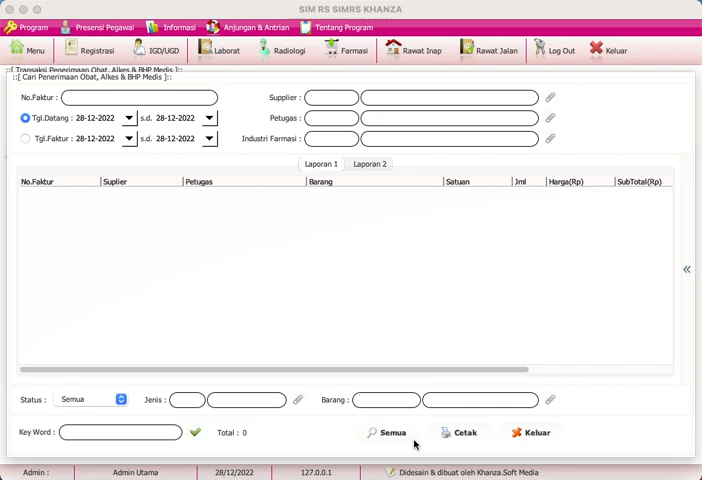 SIM RS SIMRS KHANZA
Program Presensi Pegawai Informasi Anjungan & Antrian Tentang Program
Menu Registrasi IGD/UGD Laborat Radiologi Farmasi Rawat Inap Rawat Jalan Log Out Keluar
::[ Transaksi Penerimaan Obat, Alkes & BHP Medis ]::
::[ Cari Penerimaan Obat, Alkes & BHP Medis ]::
No.Faktur : Supplier :
Tgl.Datang : 28-12-2022 s.d. 28-12-2022 Petugas :
Tgl.Faktur : 28-12-2022 s.d. 28-12-2022 Industri Farmasi :
Laporan 1 Laporan 2
No.Faktur Suplier Petugas Barang Satuan Jml Harga(Rp) SubTotal(Rp)
Status : Semua Jenis : Barang :
Key Word : Total : 0 Semua Cetak Keluar
Admin : Admin Utama 28/12/2022 127.0.0.1 Didesain & dibuat oleh Khanza.Soft Media